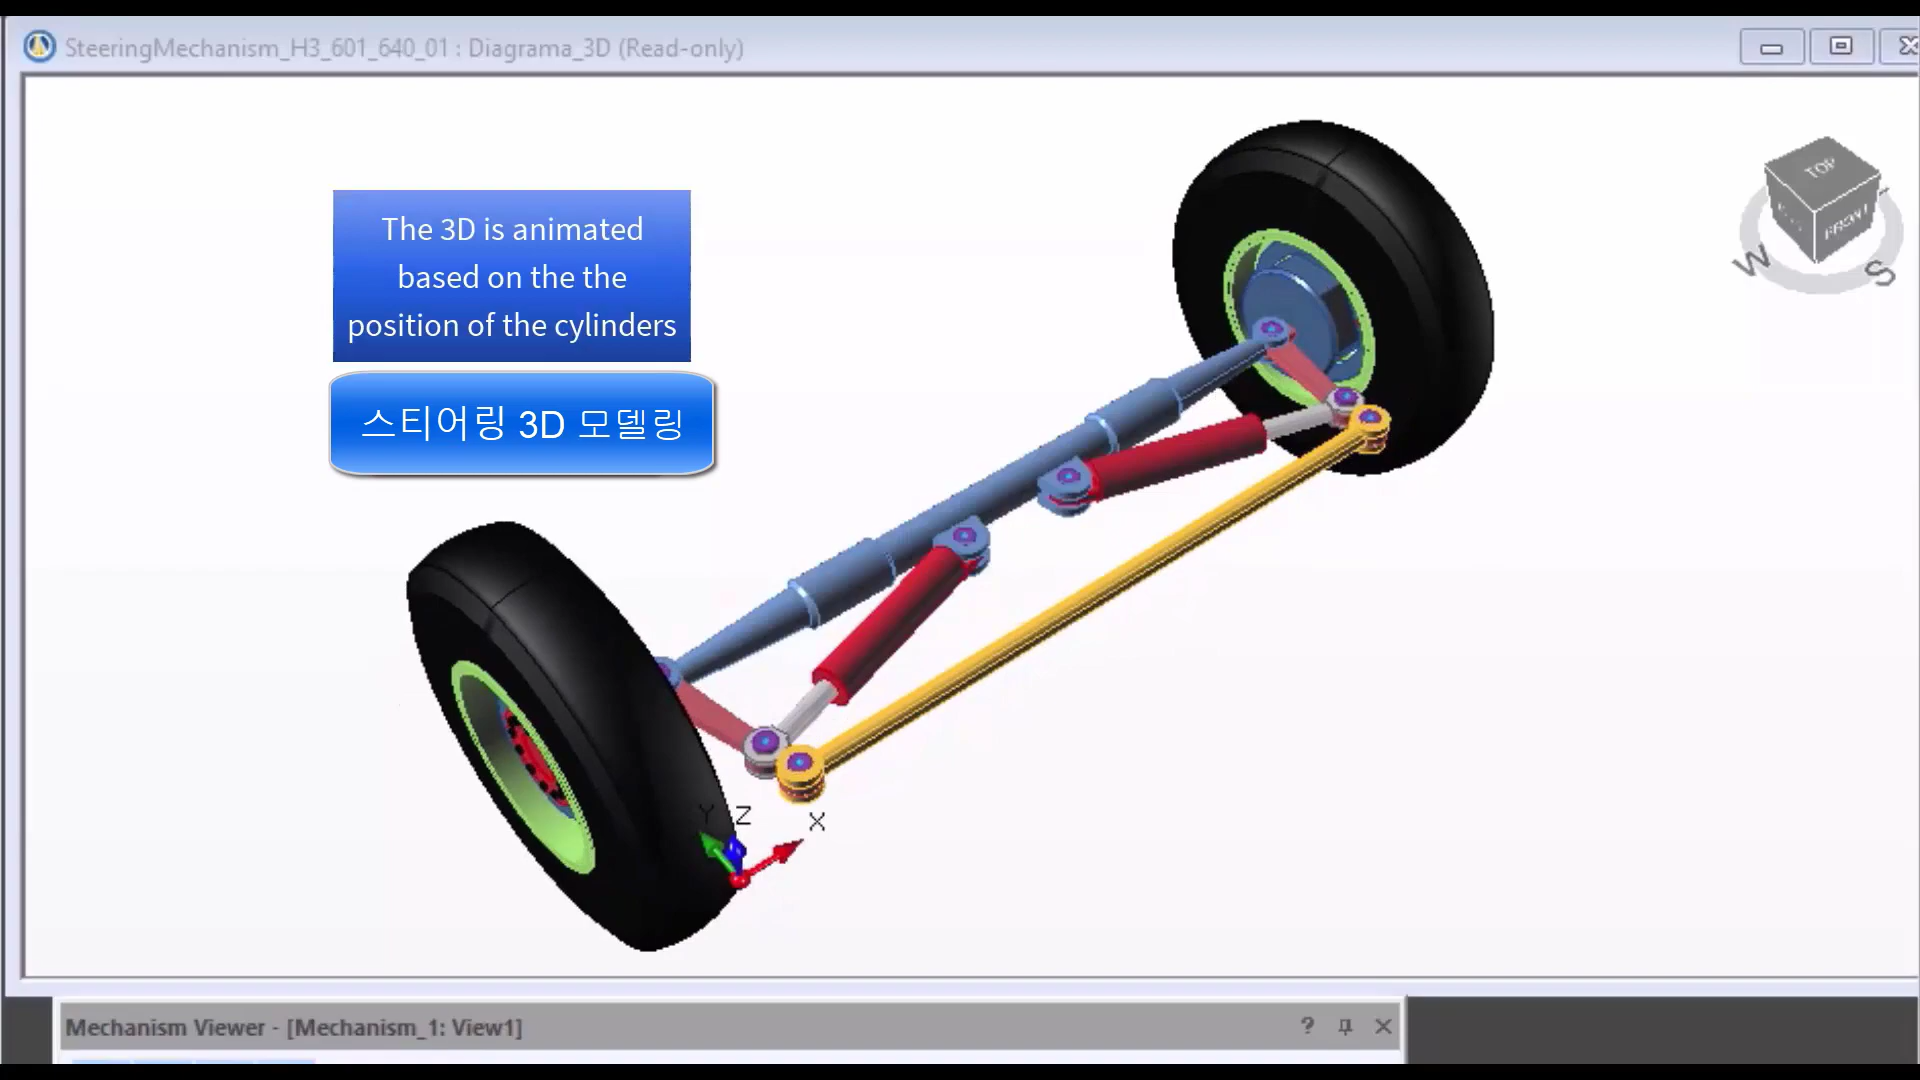 SteeringMechanism_H3_601_640_01 : Diagrama_3D (Read-only)
The 3D is animated
based on the the
position of the cylinders
스티어링 3D 모델링
TOP
FRONT
W
S
Y
Z
X
Mechanism Viewer - [Mechanism_1: View1]
?